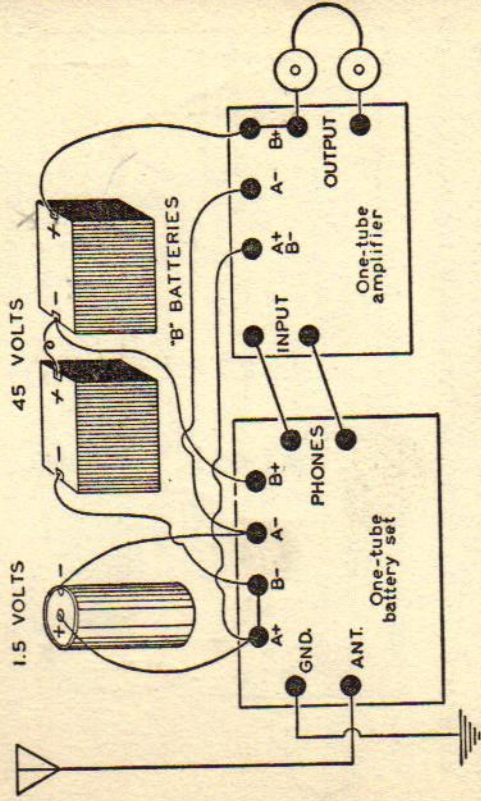 1.5 VOLTS
45 VOLTS
+
-
-
+
-
+
"B" BATTERIES
A+
B-
A-
B+
GND.
ANT.
PHONES
One-tube
battery set
INPUT
A+
B-
A-
B+
OUTPUT
One-tube
amplifier